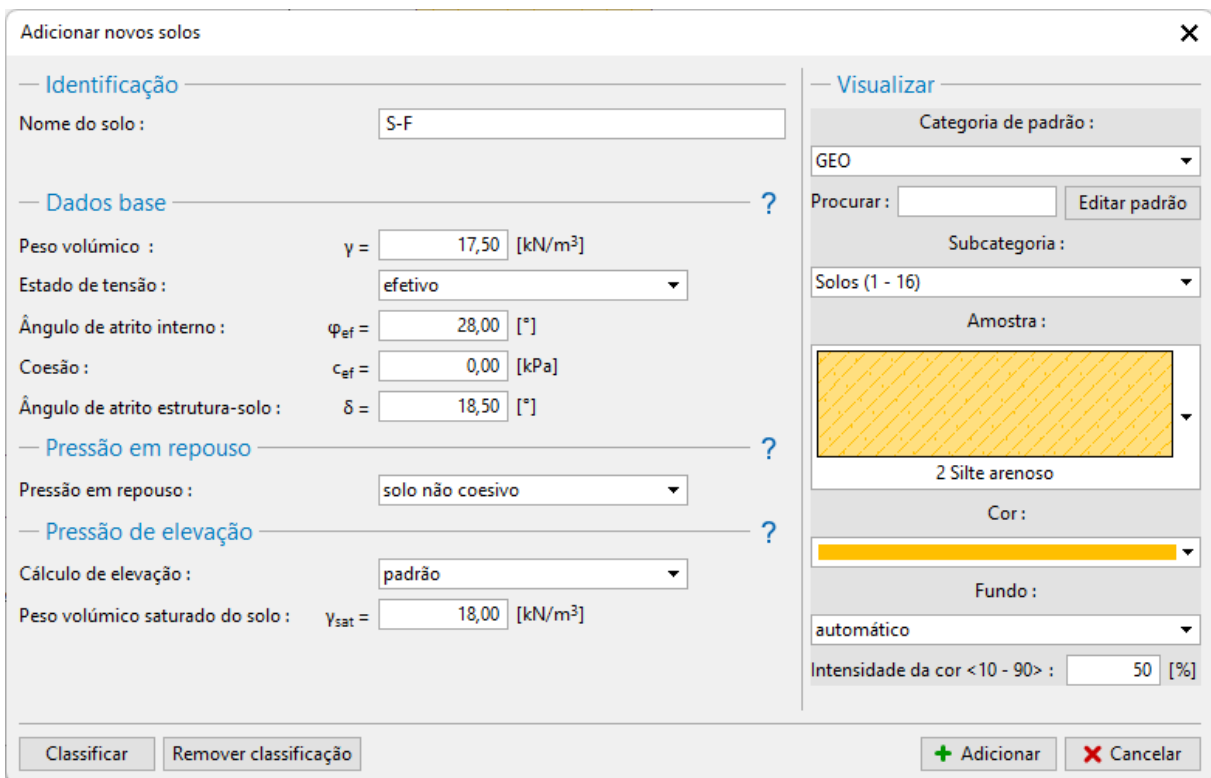 Adicionar novos solos
Identificação
Nome do solo : S-F
Dados base ?
Peso volúmico : γ = 17,50 [kN/m³]
Estado de tensão : efetivo
Ângulo de atrito interno : φef = 28,00 [°]
Coesão : cef = 0,00 [kPa]
Ângulo de atrito estrutura-solo : δ = 18,50 [°]
Pressão em repouso ?
Pressão em repouso : solo não coesivo
Pressão de elevação ?
Cálculo de elevação : padrão
Peso volúmico saturado do solo : γsat = 18,00 [kN/m³]
Visualizar
Categoria de padrão :
GEO
Procurar : Editar padrão
Subcategoria :
Solos (1 - 16)
Amostra :
2 Silte arenoso
Cor :
Fundo :
automático
Intensidade da cor <10 - 90> : 50 [%]
Classificar Remover classificação Adicionar Cancelar